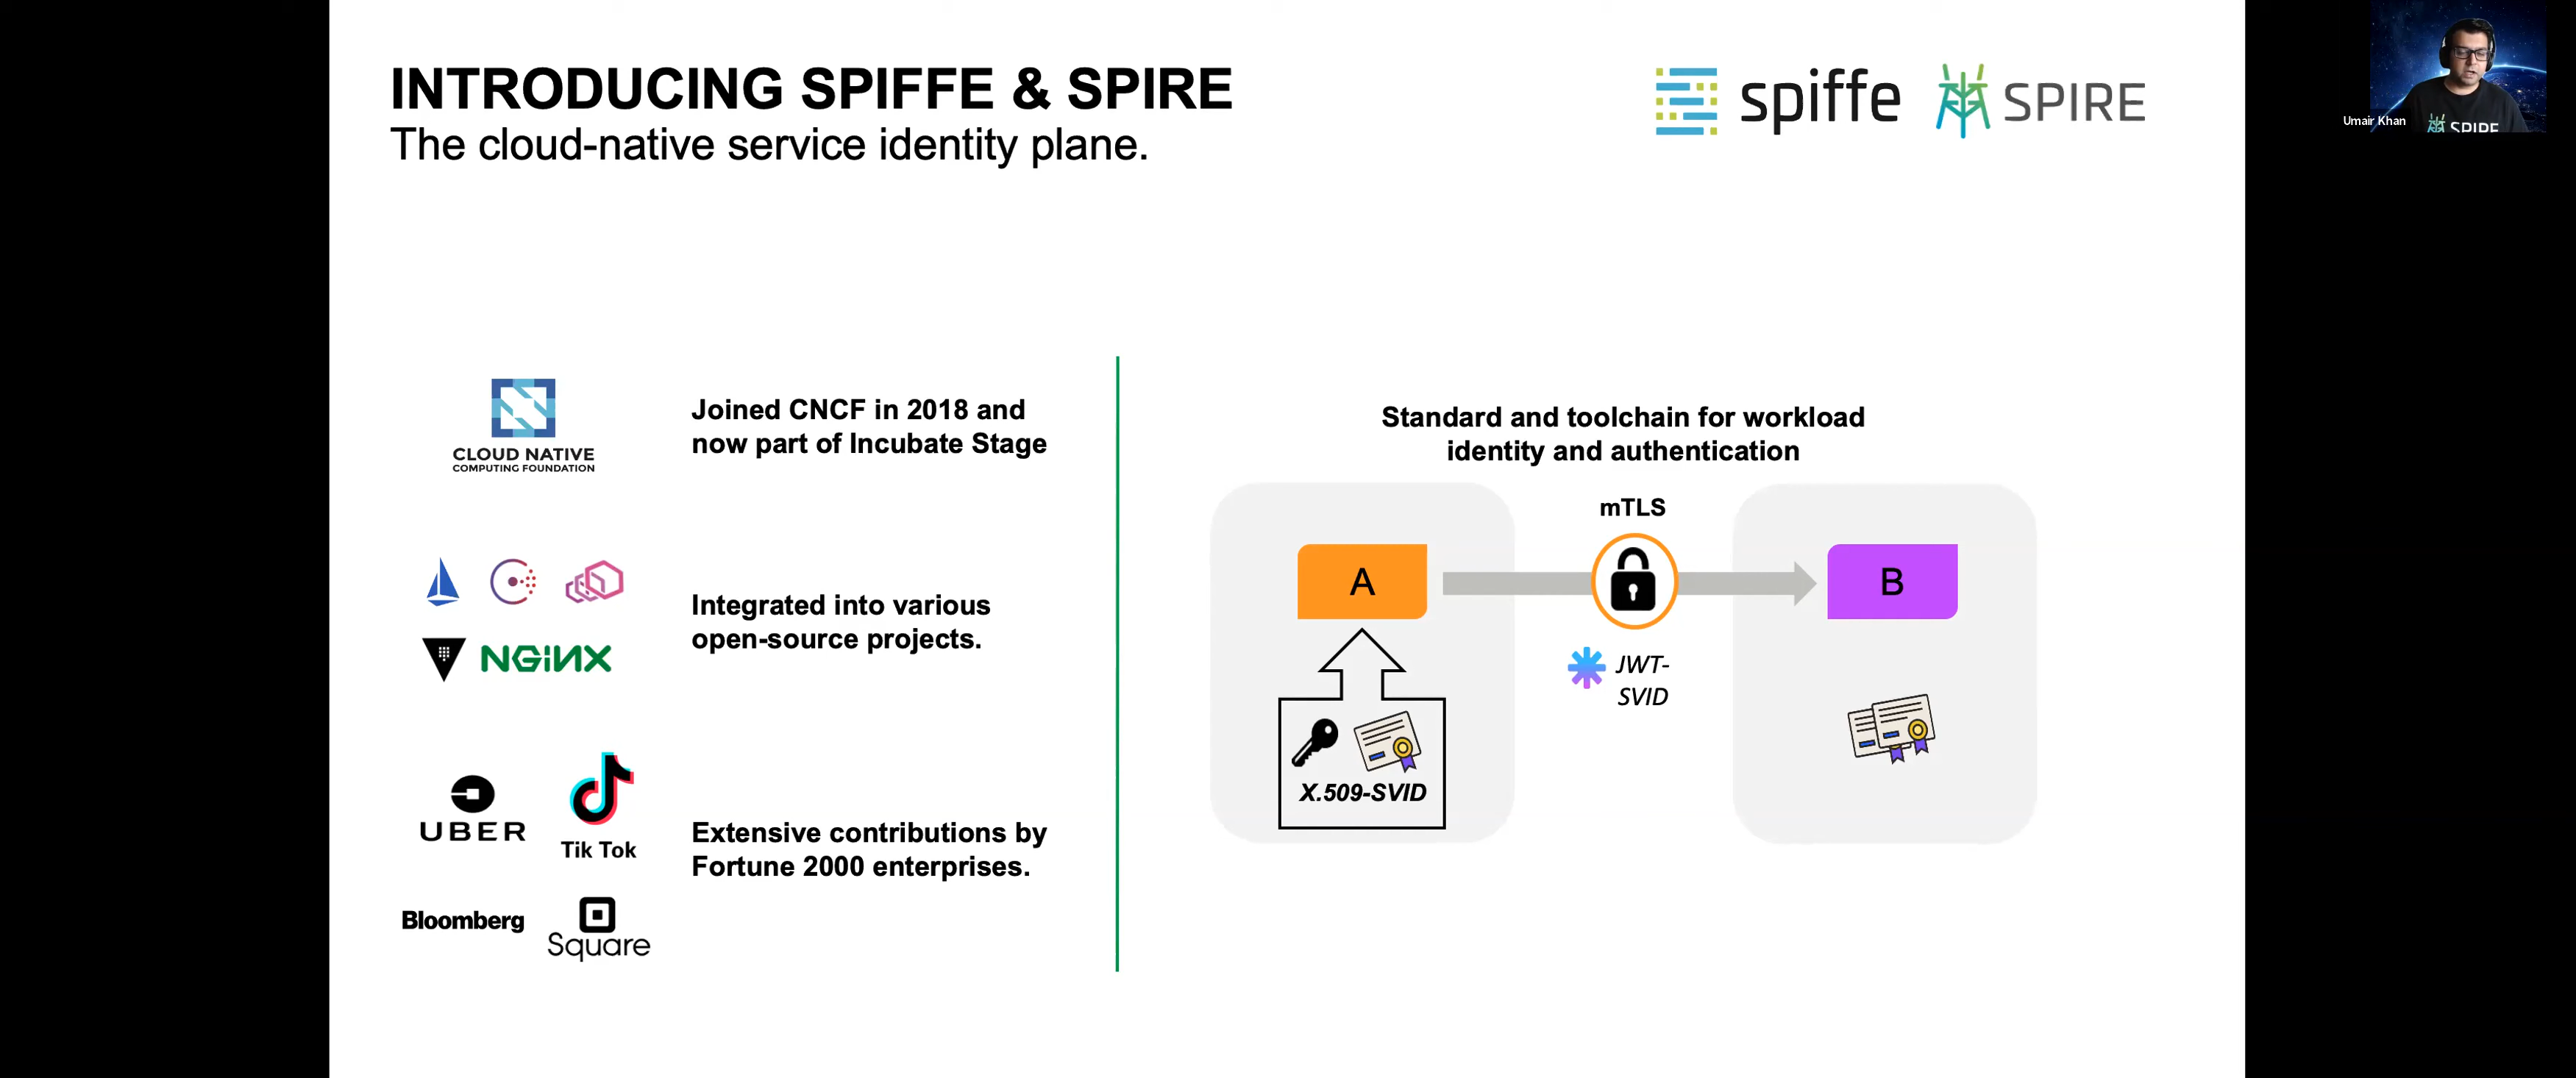 INTRODUCING SPIFFE & SPIRE
The cloud-native service identity plane.
spiffe
SPIRE
Umair Khan
SPIRE
CLOUD NATIVE
COMPUTING FOUNDATION
Joined CNCF in 2018 and
now part of Incubate Stage
NGINX
Integrated into various
open-source projects.
UBER
Tik Tok
Bloomberg
Square
Extensive contributions by
Fortune 2000 enterprises.
Standard and toolchain for workload
identity and authentication
mTLS
A
B
JWT-
SVID
X.509-SVID